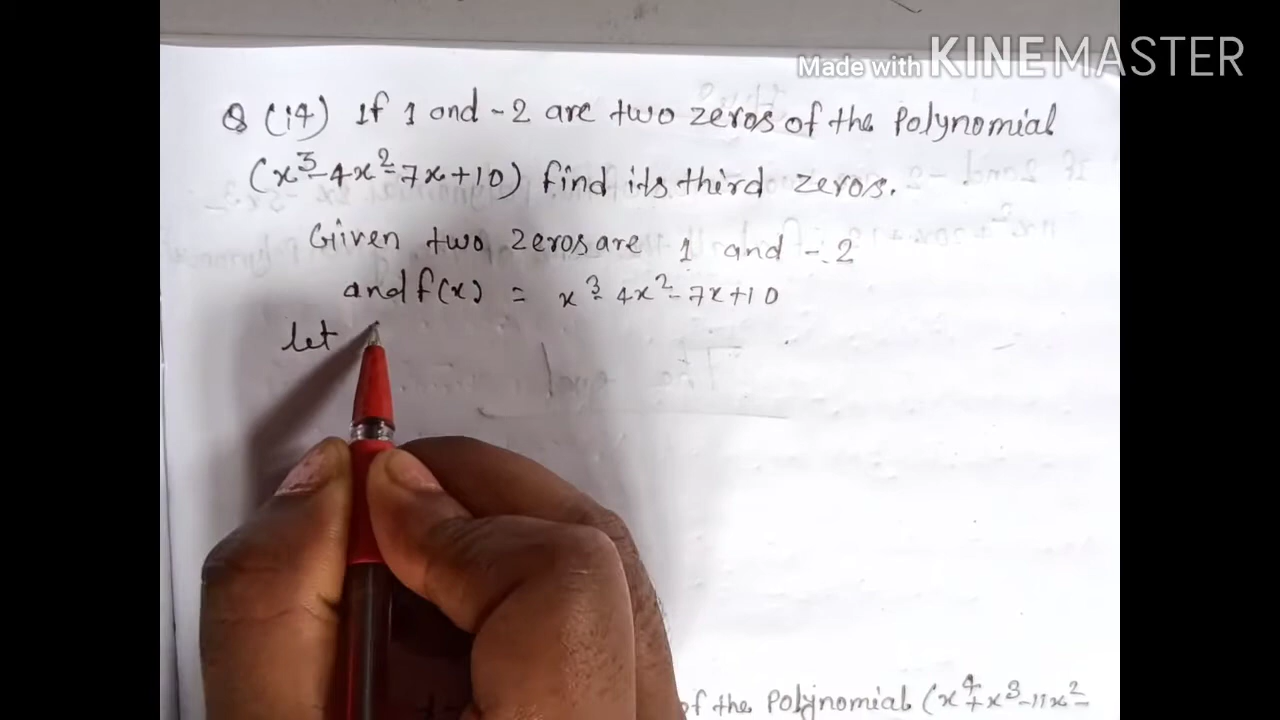 Made with KINEMASTER
Q (14) If 1 and -2 are two zeros of the Polynomial
(x³-4x²-7x+10) find its third zeros.
Given two zeros are 1 and -2
and f(x) = x³-4x²-7x+10
let
of the Polynomial (x⁴+x³-11x²-